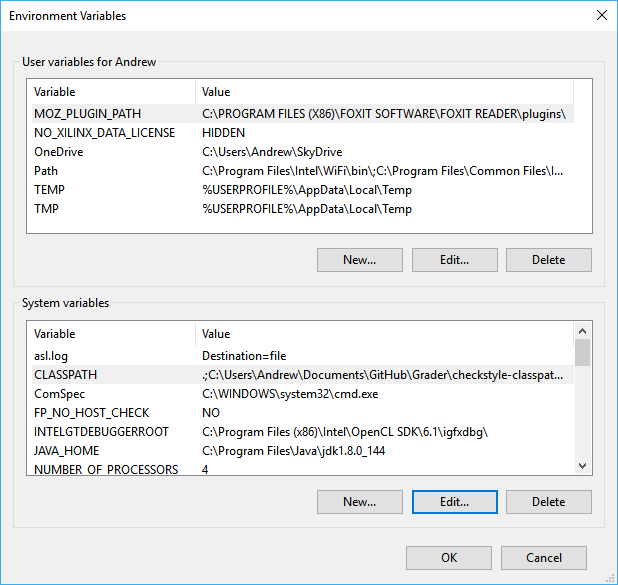 Environment Variables
User variables for Andrew
Variable Value
MOZ_PLUGIN_PATH C:\PROGRAM FILES (X86)\FOXIT SOFTWARE\FOXIT READER\plugins\
NO_XILINX_DATA_LICENSE HIDDEN
OneDrive C:\Users\Andrew\SkyDrive
Path C:\Program Files\Intel\WiFi\bin\;C:\Program Files\Common Files\I...
TEMP %USERPROFILE%\AppData\Local\Temp
TMP %USERPROFILE%\AppData\Local\Temp
New... Edit... Delete
System variables
Variable Value
asl.log Destination=file
CLASSPATH .;C:\Users\Andrew\Documents\GitHub\Grader\checkstyle-classpat...
ComSpec C:\WINDOWS\system32\cmd.exe
FP_NO_HOST_CHECK NO
INTELGTDEBUGGERROOT C:\Program Files (x86)\Intel\OpenCL SDK\6.1\igfxdbg\
JAVA_HOME C:\Program Files\Java\jdk1.8.0_144
NUMBER_OF_PROCESSORS 4
New... Edit... Delete
OK Cancel